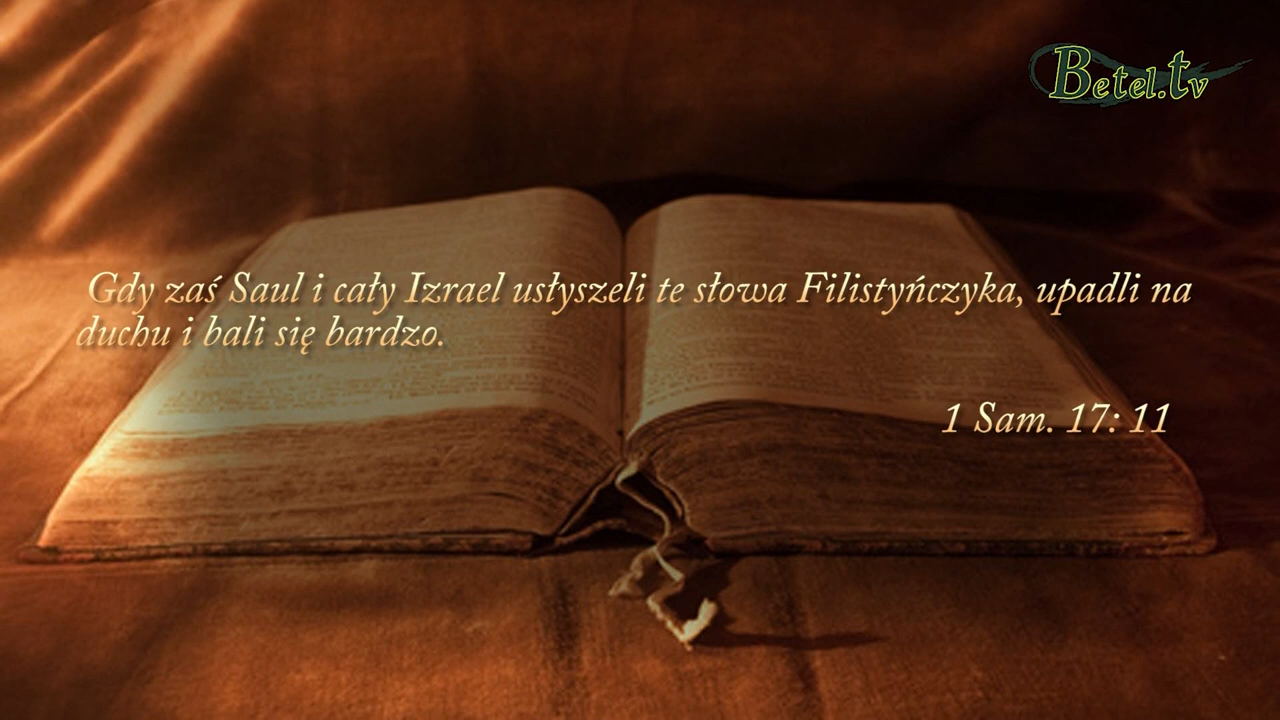 Betel.tv
Gdy zaś Saul i cały Izrael usłyszeli te słowa Filistyńczyka, upadli na
duchu i bali się bardzo.
1 Sam. 17: 11